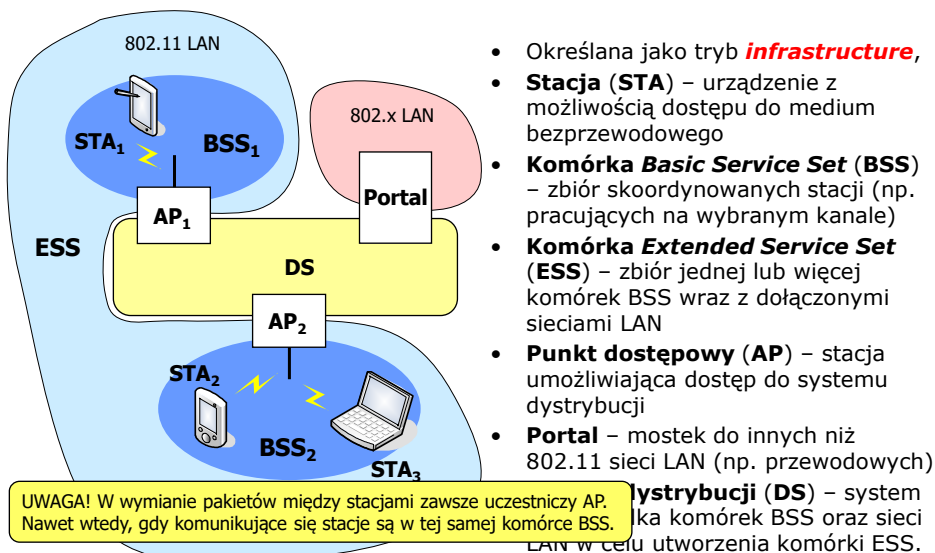 802.11 LAN
STA1
BSS1
802.x LAN
AP1
Portal
ESS
DS
AP2
STA2
BSS2
STA3
UWAGA! W wymianie pakietów między stacjami zawsze uczestniczy AP.
Nawet wtedy, gdy komunikujące się stacje są w tej samej komórce BSS.
• Określana jako tryb infrastructure,
• Stacja (STA) – urządzenie z
możliwością dostępu do medium
bezprzewodowego
• Komórka Basic Service Set (BSS)
– zbiór skoordynowanych stacji (np.
pracujących na wybranym kanale)
• Komórka Extended Service Set
(ESS) – zbiór jednej lub więcej
komórek BSS wraz z dołączonymi
sieciami LAN
• Punkt dostępowy (AP) – stacja
umożliwiająca dostęp do systemu
dystrybucji
• Portal – mostek do innych niż
802.11 sieci LAN (np. przewodowych)
dystrybucji (DS) – system
komórek BSS oraz sieci
LAN w celu utworzenia komórki ESS.